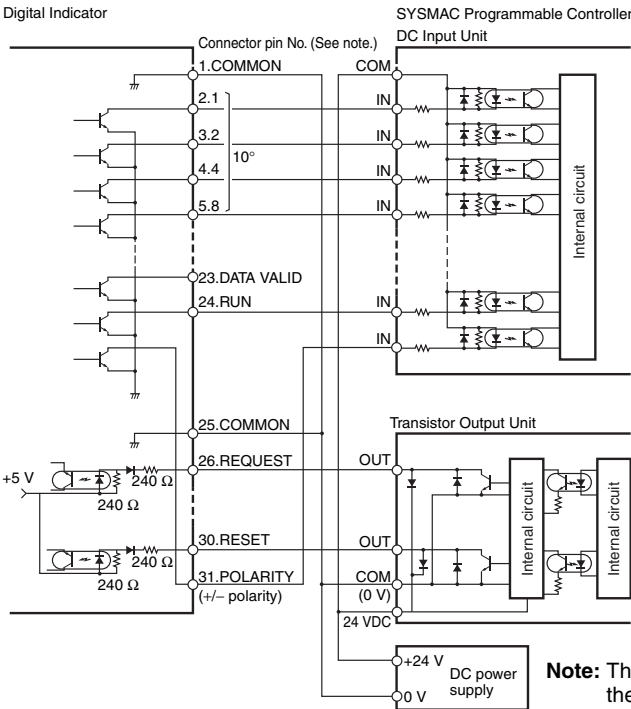 Digital Indicator
SYSMAC Programmable Controller
DC Input Unit
Connector pin No. (See note.)
1.COMMON
COM
2.1
IN
3.2
IN
10°
4.4
IN
5.8
IN
Internal circuit
23.DATA VALID
24.RUN
IN
IN
25.COMMON
Transistor Output Unit
+5 V
26.REQUEST
OUT
240 Ω
240 Ω
Internal circuit
Internal circuit
30.RESET
OUT
240 Ω
240 Ω
31.POLARITY
(+/– polarity)
COM
(0 V)
24 VDC
+24 V
DC power
supply
0 V
Note: Th
the